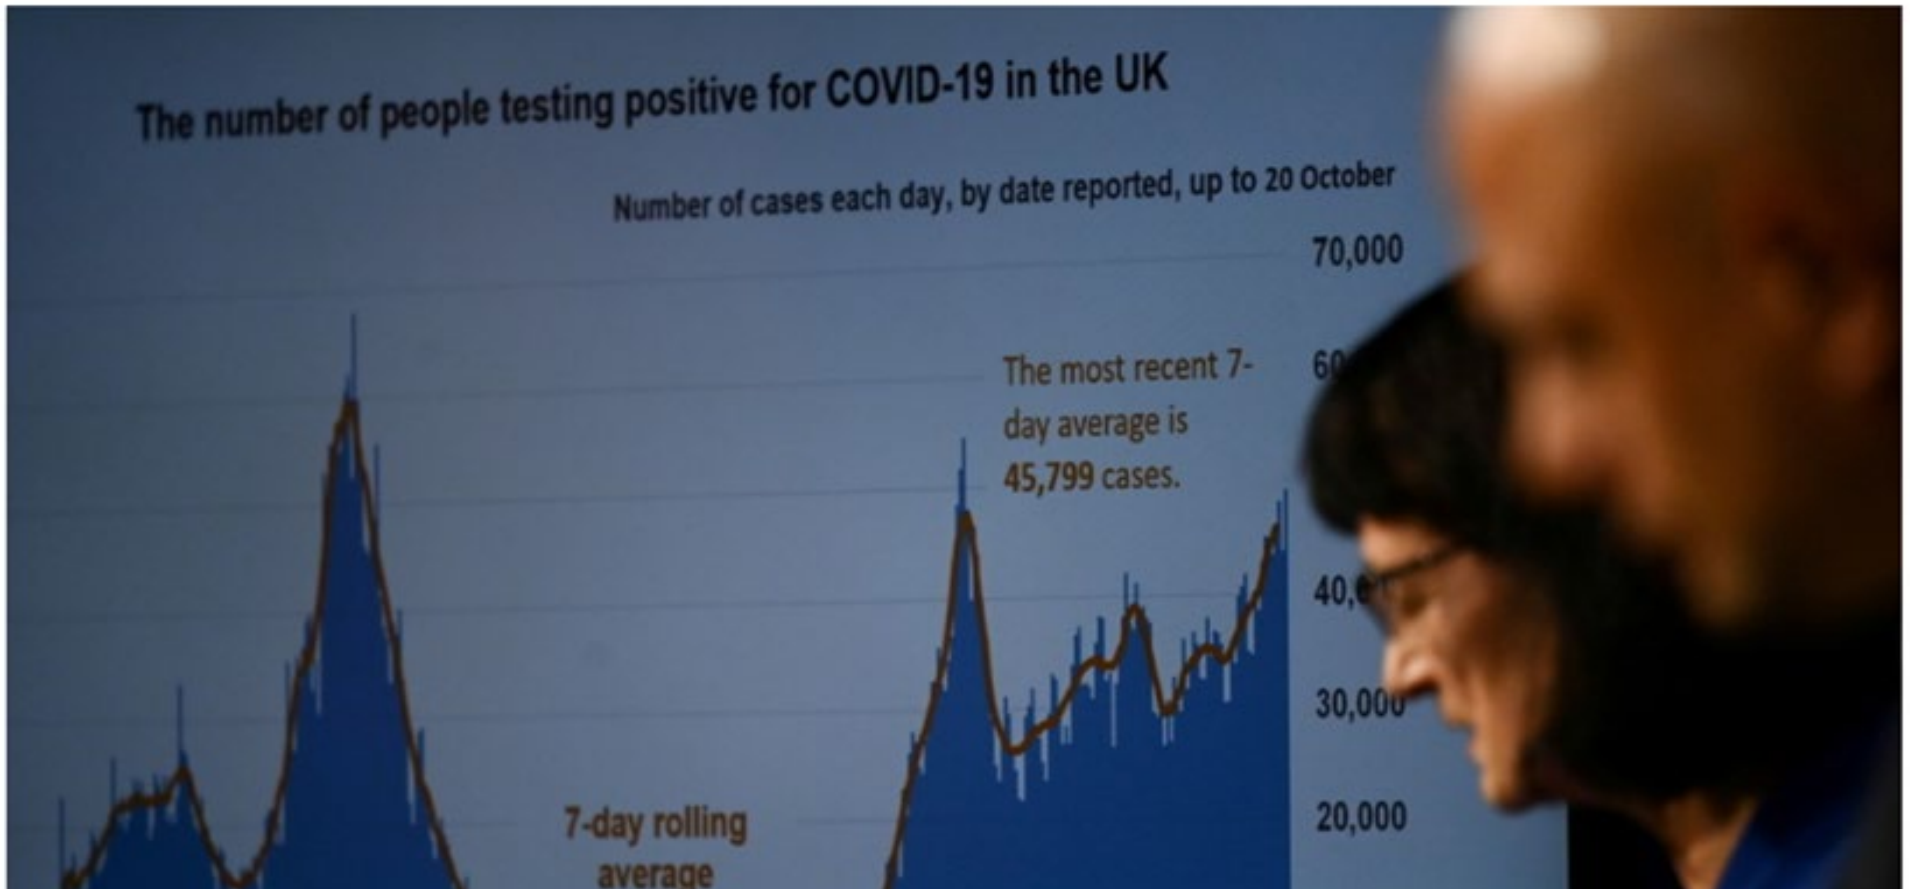 The number of people testing positive for COVID-19 in the UK
Number of cases each day, by date reported, up to 20 October
70,000
The most recent 7-
day average is
45,799 cases.
30,000
20,000
7-day rolling
average